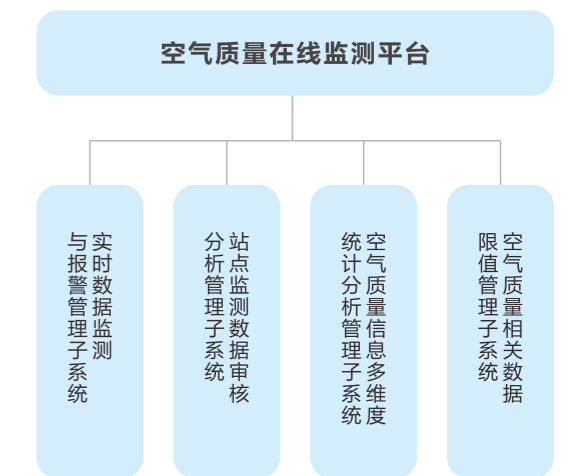 空气质量在线监测平台
实时数据监测
与报警管理子系统
站点监测数据审核
分析管理子系统
空气质量信息多维度
统计分析管理子系统
空气质量相关数据
限值管理子系统